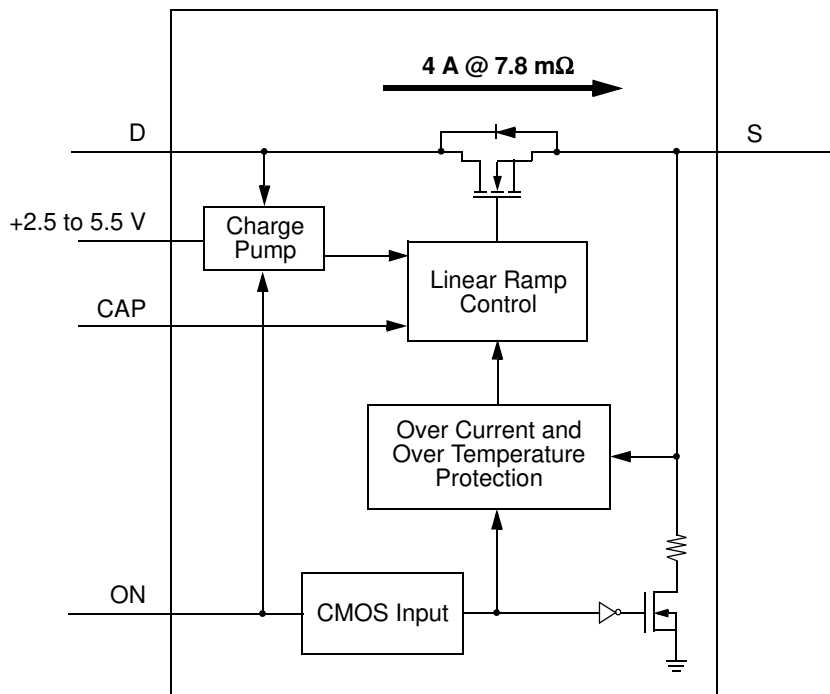 4 A @ 7.8 mΩ
D
S
+2.5 to 5.5 V
Charge
Pump
Linear Ramp
Control
CAP
Over Current and
Over Temperature
Protection
ON
CMOS Input